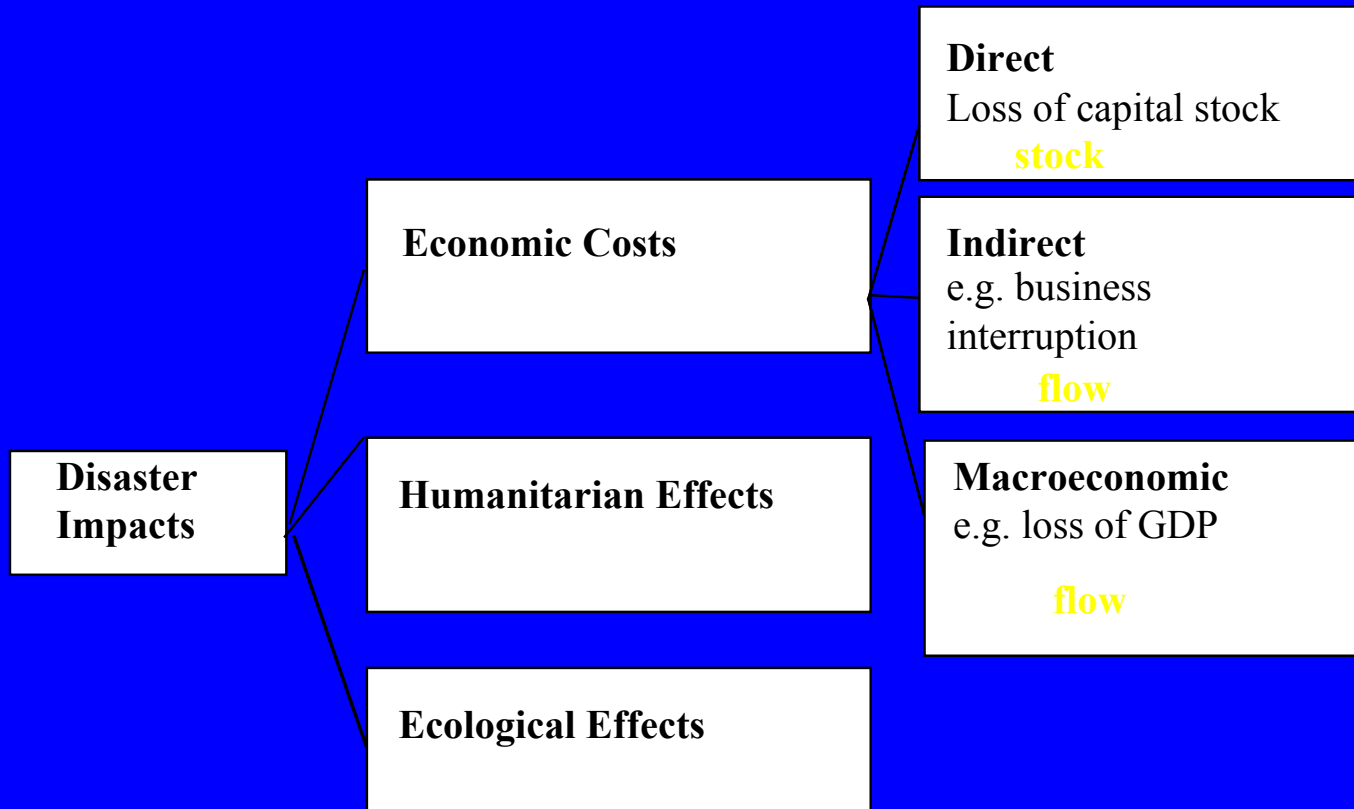 Disaster
Impacts
Economic Costs
Humanitarian Effects
Ecological Effects
Direct
Loss of capital stock
stock
Indirect
e.g. business
interruption
flow
Macroeconomic
e.g. loss of GDP
flow